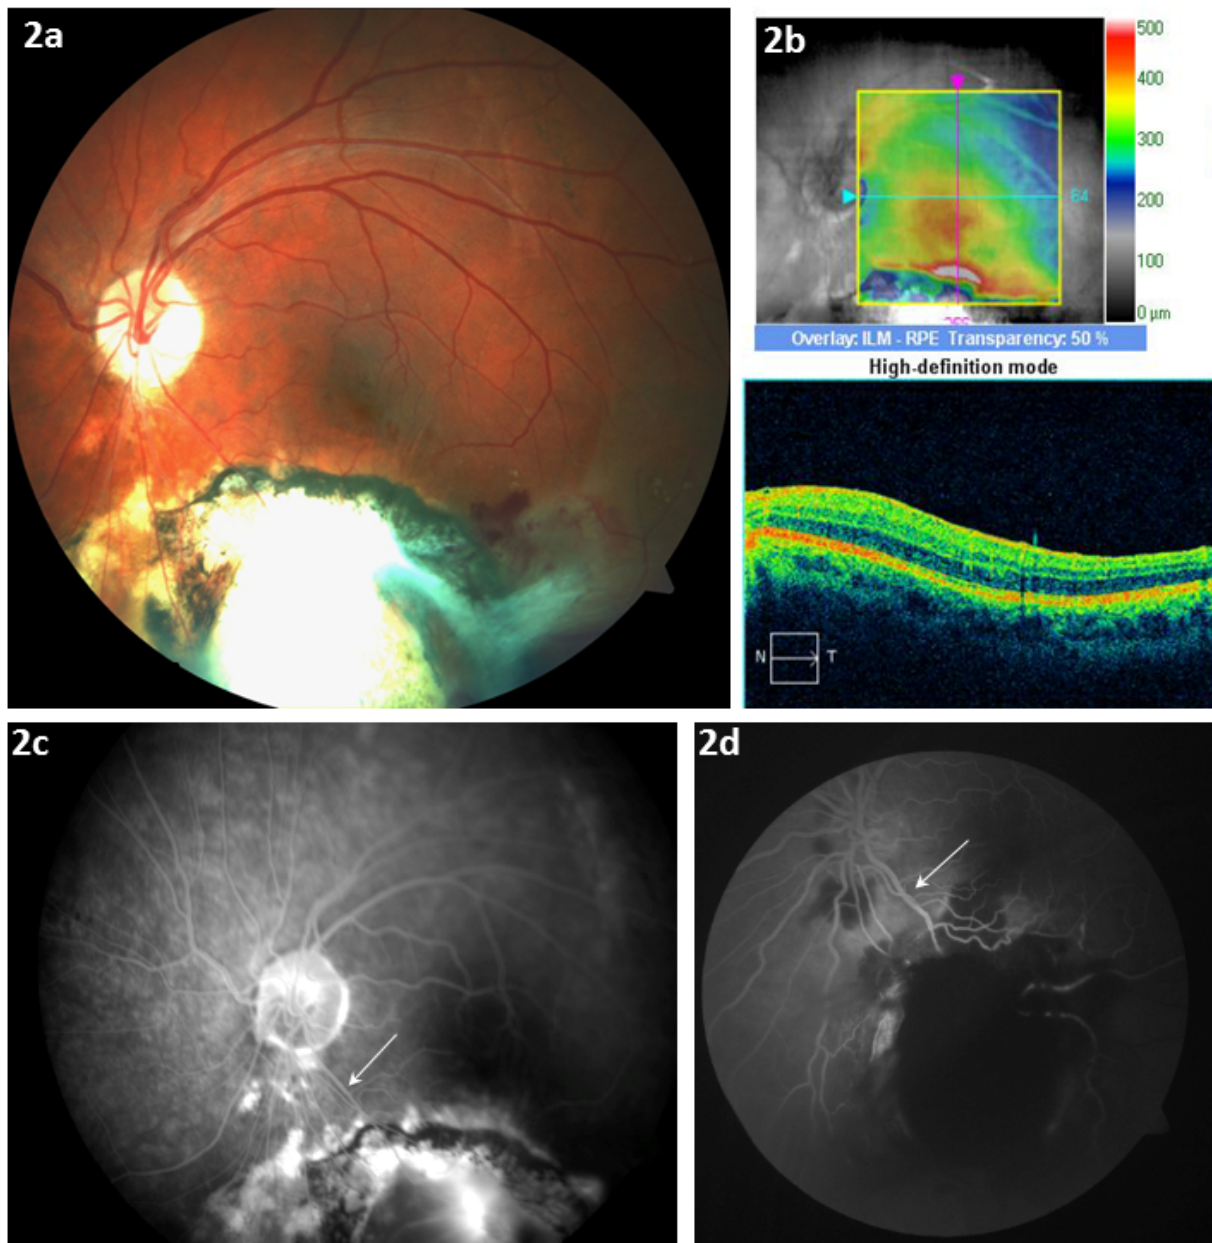 2a
2b
500
400
300
200
100
0 µm
64
Overlay: ILM - RPE Transparency: 50 %
High-definition mode
N
T
2c
2d